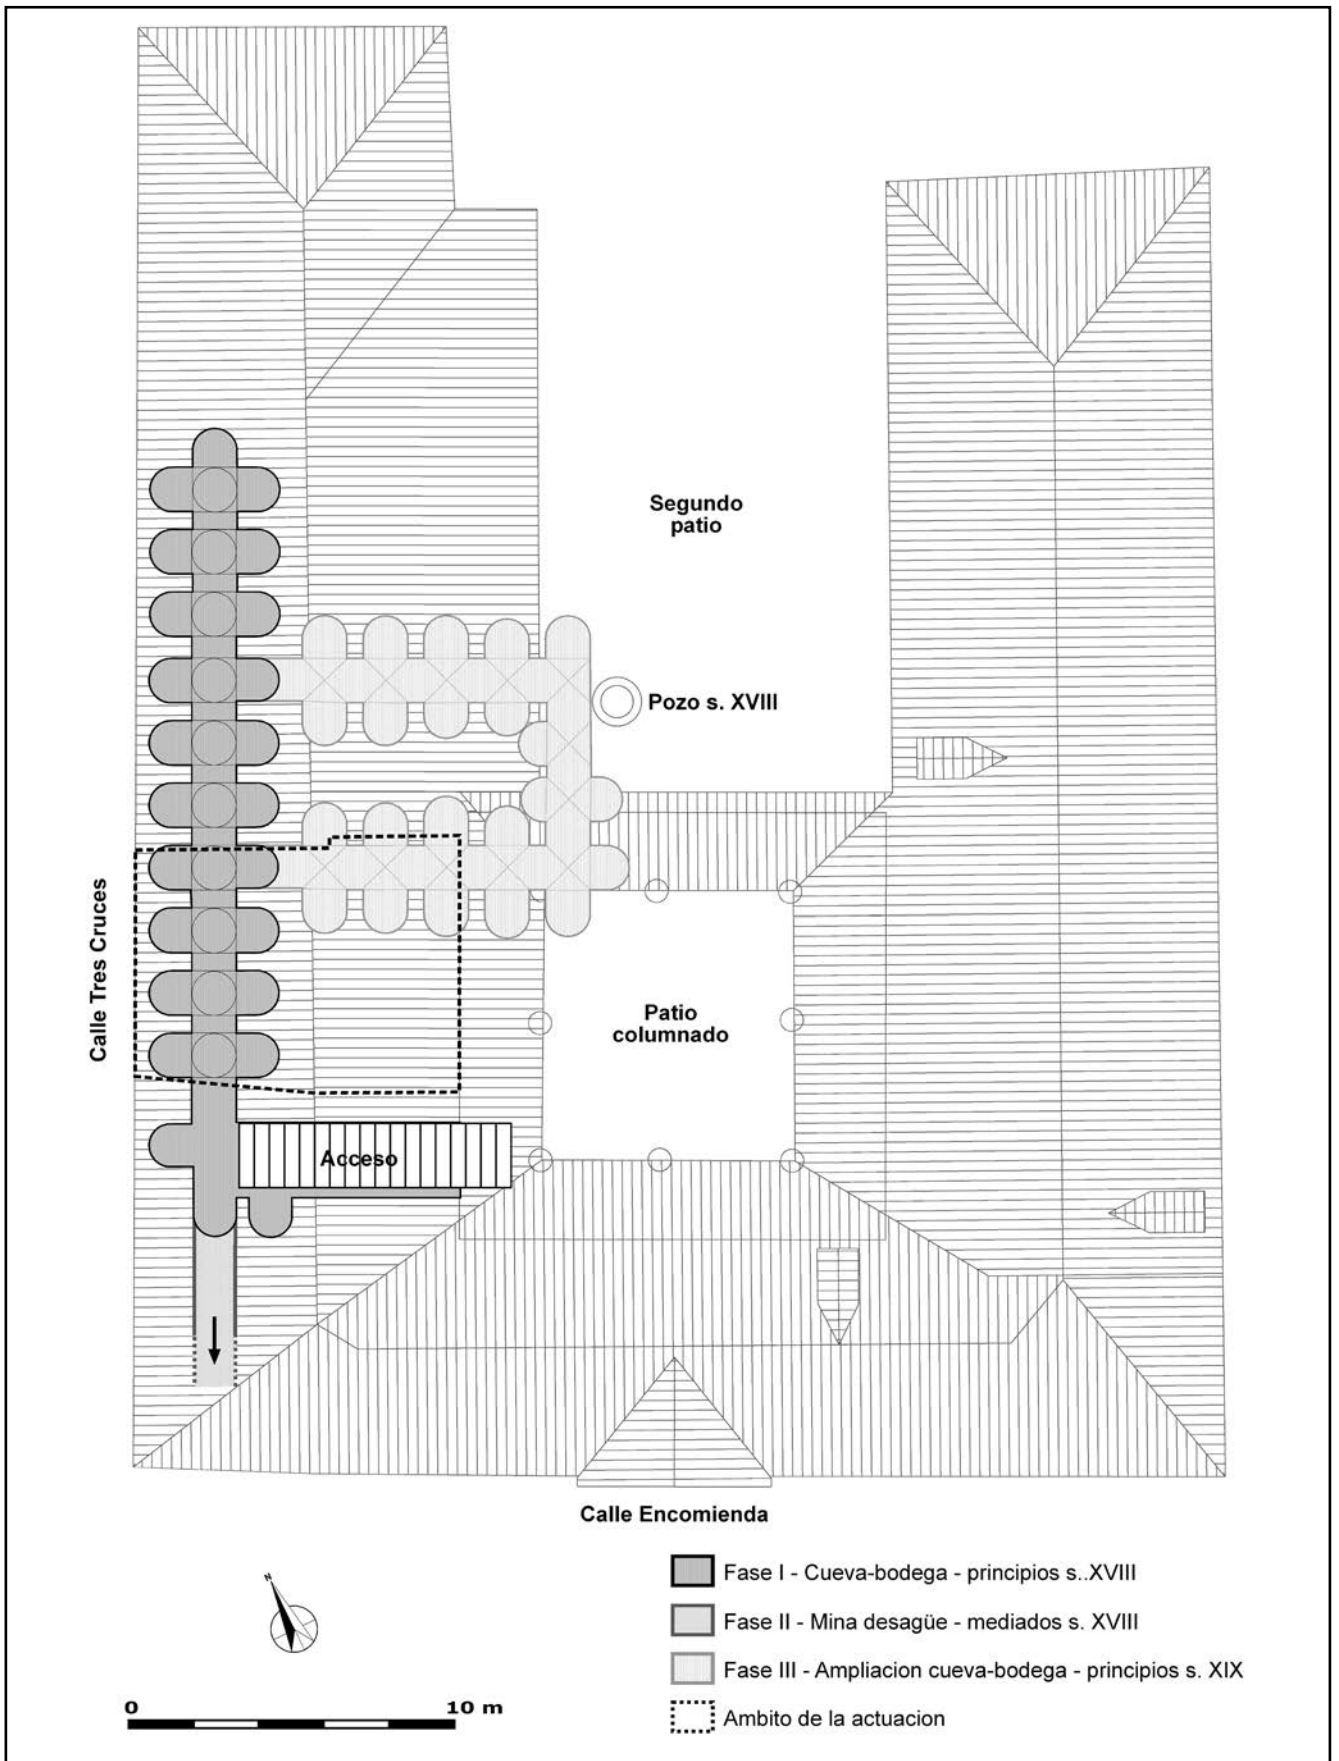 Segundo
patio
Pozo s. XVIII
Calle Tres Cruces
Patio
columnado
Acceso
Calle Encomienda
Fase I - Cueva-bodega - principios s..XVIII
Fase II - Mina desagüe - mediados s. XVIII
Fase III - Ampliacion cueva-bodega - principios s. XIX
Ambito de la actuacion
N
0 10 m